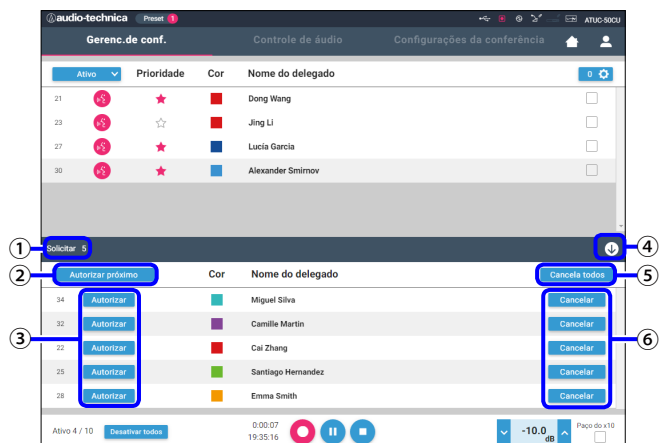 audio-technica Preset 1 ATUC-50CU
Gerenc.de conf. Controle de áudio Configurações da conferência
Ativo Prioridade Cor Nome do delegado 0
21 Dong Wang
23 Jing Li
27 Lucía García
30 Alexander Smirnov
① Solicitar 5 ④
② Autorizar próximo Cor Nome do delegado Cancela todos ⑤
34 Autorizar Miguel Silva Cancelar
32 Autorizar Camille Martin Cancelar
③ 22 Autorizar Cai Zhang Cancelar ⑥
25 Autorizar Santiago Hernandez Cancelar
28 Autorizar Emma Smith Cancelar
Ativo 4 / 10 Desativar todos 0:00:07 -10.0 dB Paço do x10
19:35:16